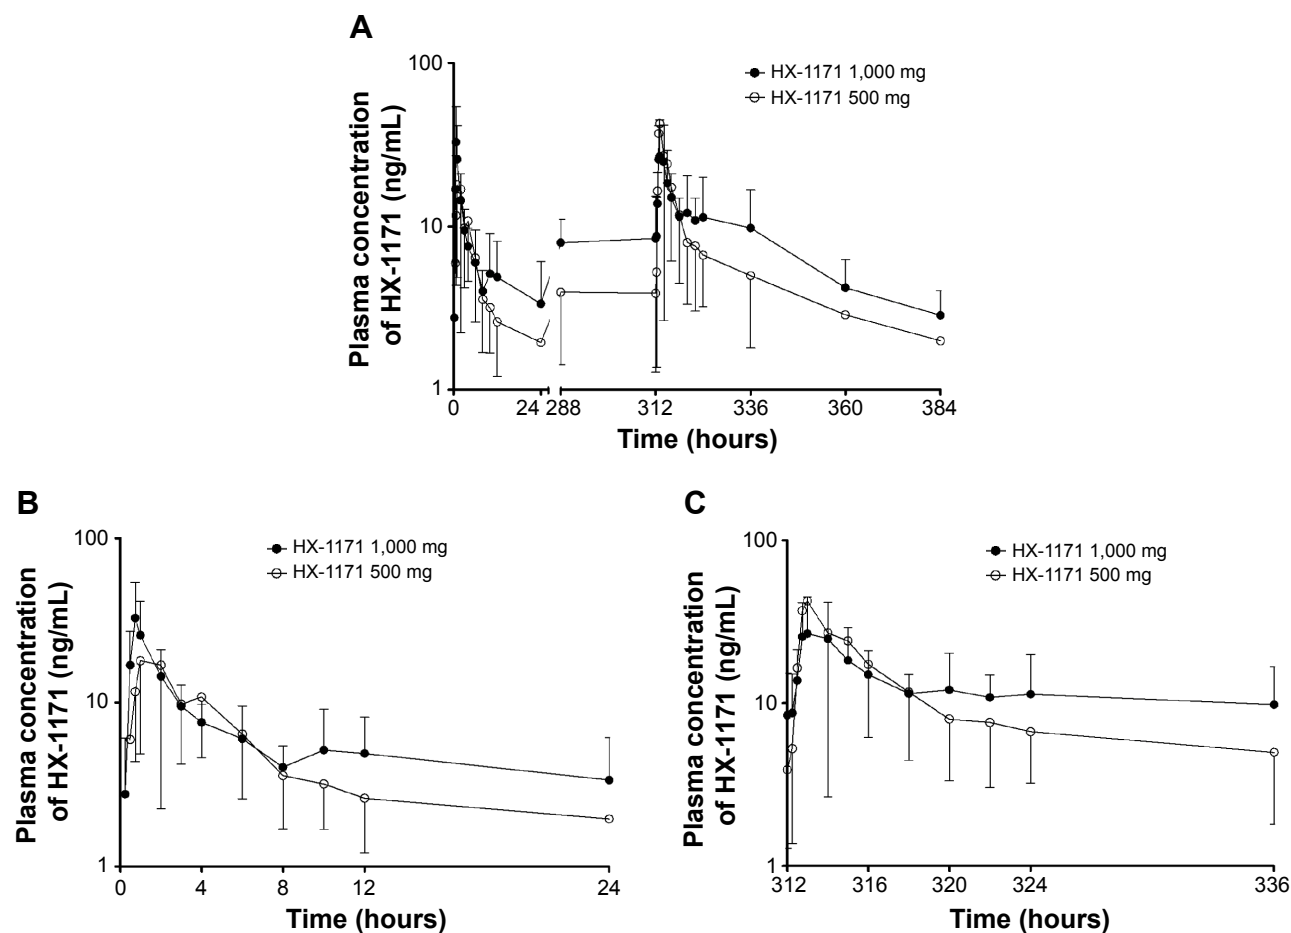 A
Plasma concentration
of HX-1171 (ng/mL)
100
10
1
HX-1171 1,000 mg
HX-1171 500 mg
0 24 288 312 336 360 384
Time (hours)
B
Plasma concentration
of HX-1171 (ng/mL)
100
10
1
HX-1171 1,000 mg
HX-1171 500 mg
0 4 8 12 24
Time (hours)
C
Plasma concentration
of HX-1171 (ng/mL)
100
10
1
HX-1171 1,000 mg
HX-1171 500 mg
312 316 320 324 336
Time (hours)